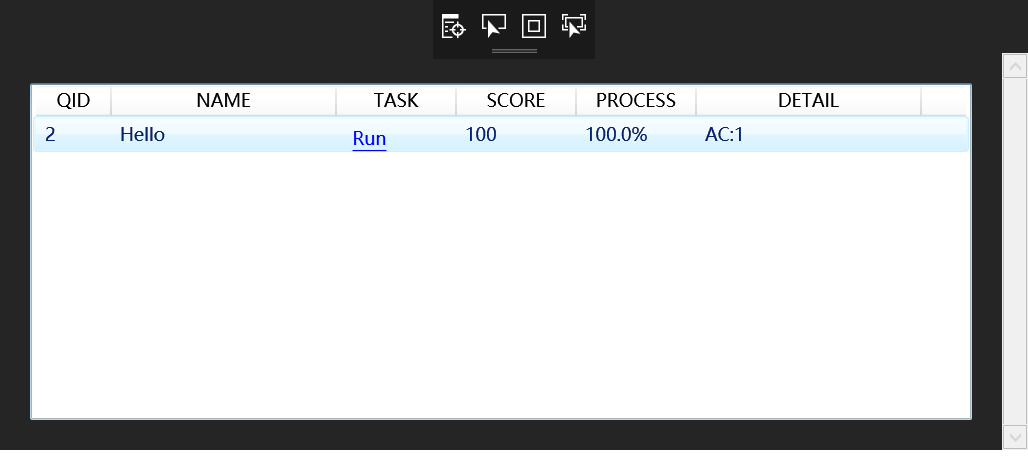 QID NAME TASK SCORE PROCESS DETAIL
2 Hello Run 100 100.0% AC:1